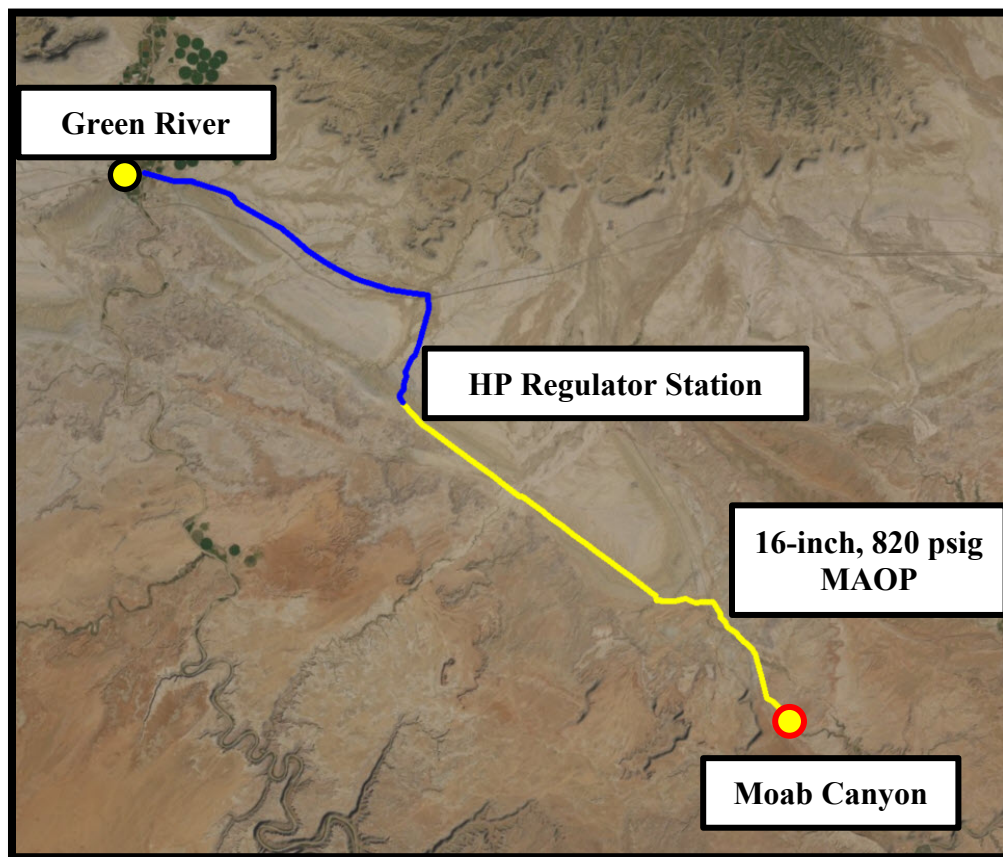 Green River
HP Regulator Station
16-inch, 820 psig
MAOP
Moab Canyon